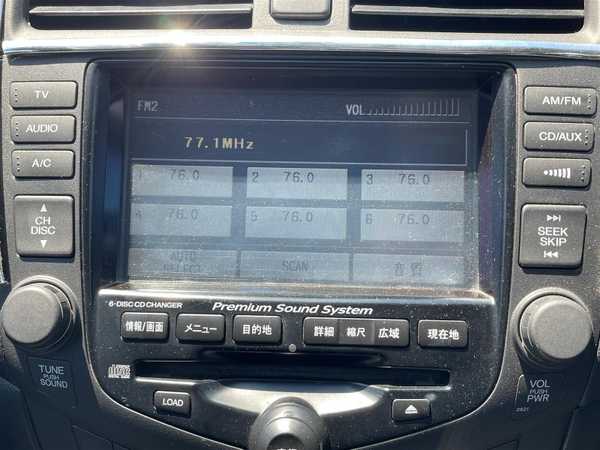 TV
AUDIO
A/C
CH
DISC
FM2
VOL
77.1MHz
1 76.0
2 76.0
3 76.0
4 76.0
5 76.0
6 76.0
AUTO
SELECT
SCAN
音質
AM/FM
CD/AUX
SEEK
SKIP
6-DISC CD CHANGER
Premium Sound System
情報/画面
メニュー
目的地
詳細
縮尺
広域
現在地
TUNE
PUSH
SOUND
LOAD
VOL
PUSH
PWR